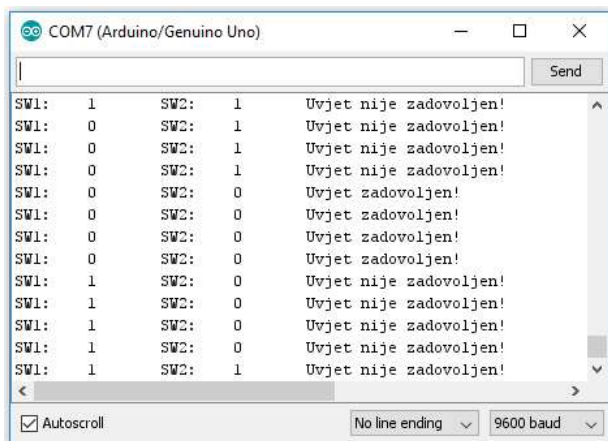 COM7 (Arduino/Genuino Uno)
Send
SW1: 1 SW2: 1 Uvjet nije zadovoljen!
SW1: 0 SW2: 1 Uvjet nije zadovoljen!
SW1: 0 SW2: 1 Uvjet nije zadovoljen!
SW1: 0 SW2: 1 Uvjet nije zadovoljen!
SW1: 0 SW2: 0 Uvjet zadovoljen!
SW1: 0 SW2: 0 Uvjet zadovoljen!
SW1: 0 SW2: 0 Uvjet zadovoljen!
SW1: 0 SW2: 0 Uvjet zadovoljen!
SW1: 1 SW2: 0 Uvjet nije zadovoljen!
SW1: 1 SW2: 0 Uvjet nije zadovoljen!
SW1: 1 SW2: 0 Uvjet nije zadovoljen!
SW1: 1 SW2: 0 Uvjet nije zadovoljen!
SW1: 1 SW2: 1 Uvjet nije zadovoljen!
Autoscroll No line ending 9600 baud